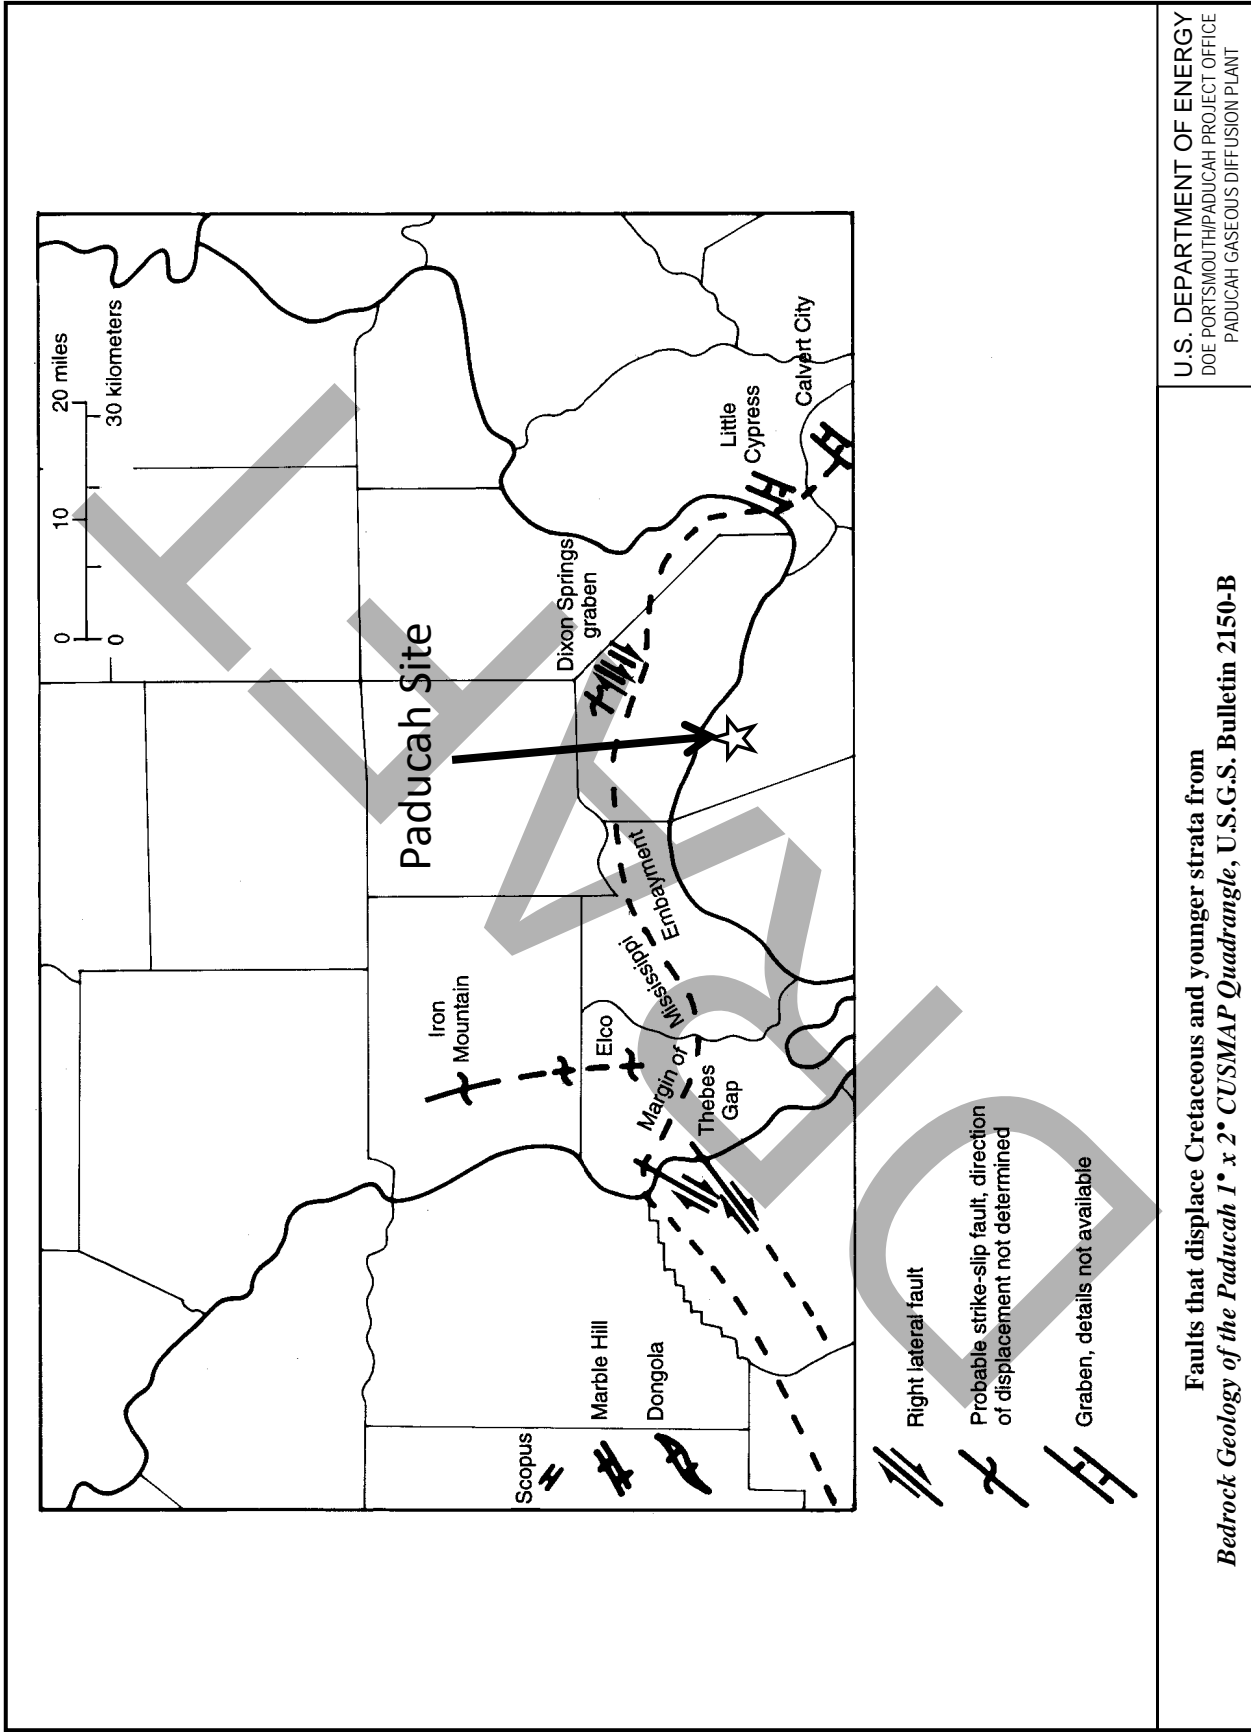 0 10 20 miles
0 30 kilometers
Paducah Site
Iron
Mountain
Elco
Dixon Springs
graben
Little
Cypress
Calvert City
Margin of Mississippi Embayment
Thebes
Gap
Scopus
Marble Hill
Dongola
DRAFT
Right lateral fault
Probable strike-slip fault, direction
of displacement not determined
Graben, details not available
Faults that displace Cretaceous and younger strata from
Bedrock Geology of the Paducah 1° x 2° CUSMAP Quadrangle, U.S.G.S. Bulletin 2150-B
U.S. DEPARTMENT OF ENERGY
DOE PORTSMOUTH/PADUCAH PROJECT OFFICE
PADUCAH GASEOUS DIFFUSION PLANT